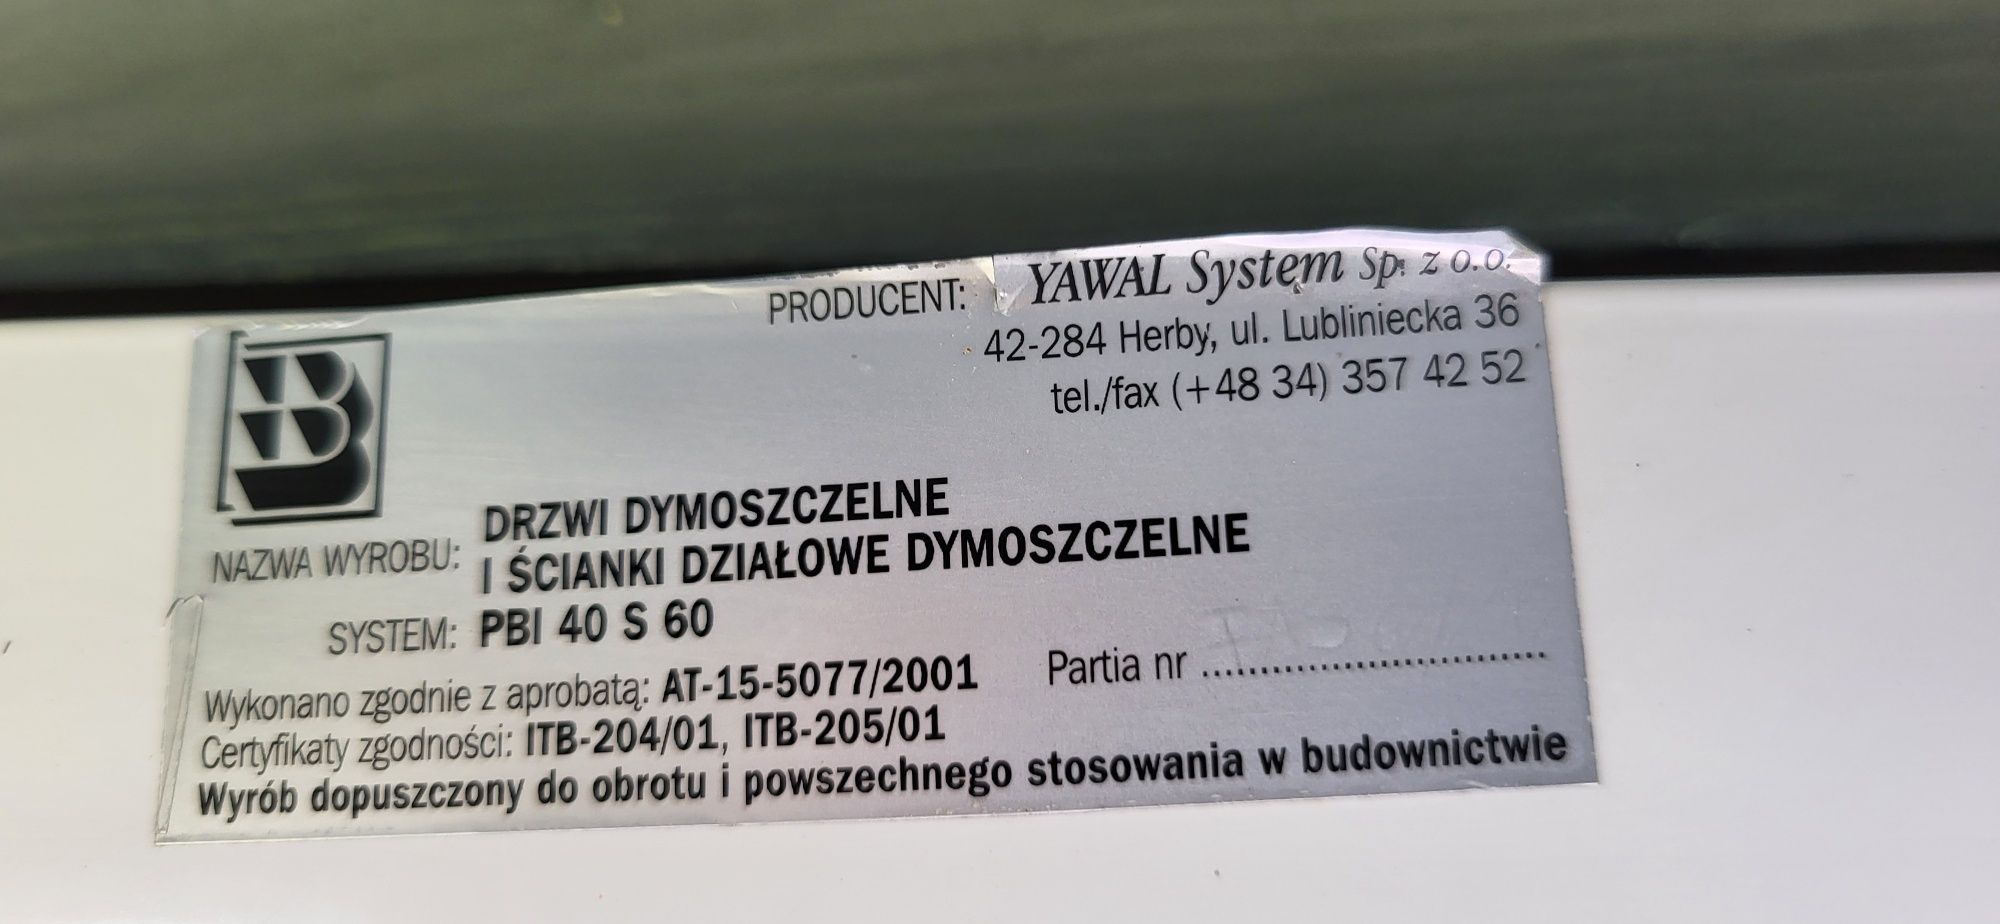 PRODUCENT: YAWAL System Sp. z o.o.
42-284 Herby, ul. Lubliniecka 36
tel./fax (+48 34) 357 42 52
B
NAZWA WYROBU: DRZWI DYMOSZCZELNE
I ŚCIANKI DZIAŁOWE DYMOSZCZELNE
SYSTEM: PBI 40 S 60
Wykonano zgodnie z aprobatą: AT-15-5077/2001 Partia nr ..............................
Certyfikaty zgodności: ITB-204/01, ITB-205/01
Wyrób dopuszczony do obrotu i powszechnego stosowania w budownictwie